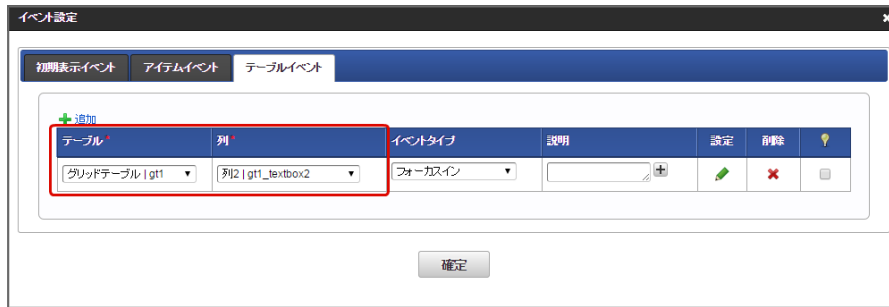 イベント設定
初期表示イベント アイテムイベント テーブルイベント
追加
テーブル* 列* イベントタイプ 説明 設定 削除
グリッドテーブル | gt1 列2 | gt1_textbox2 フォーカスイン
確定